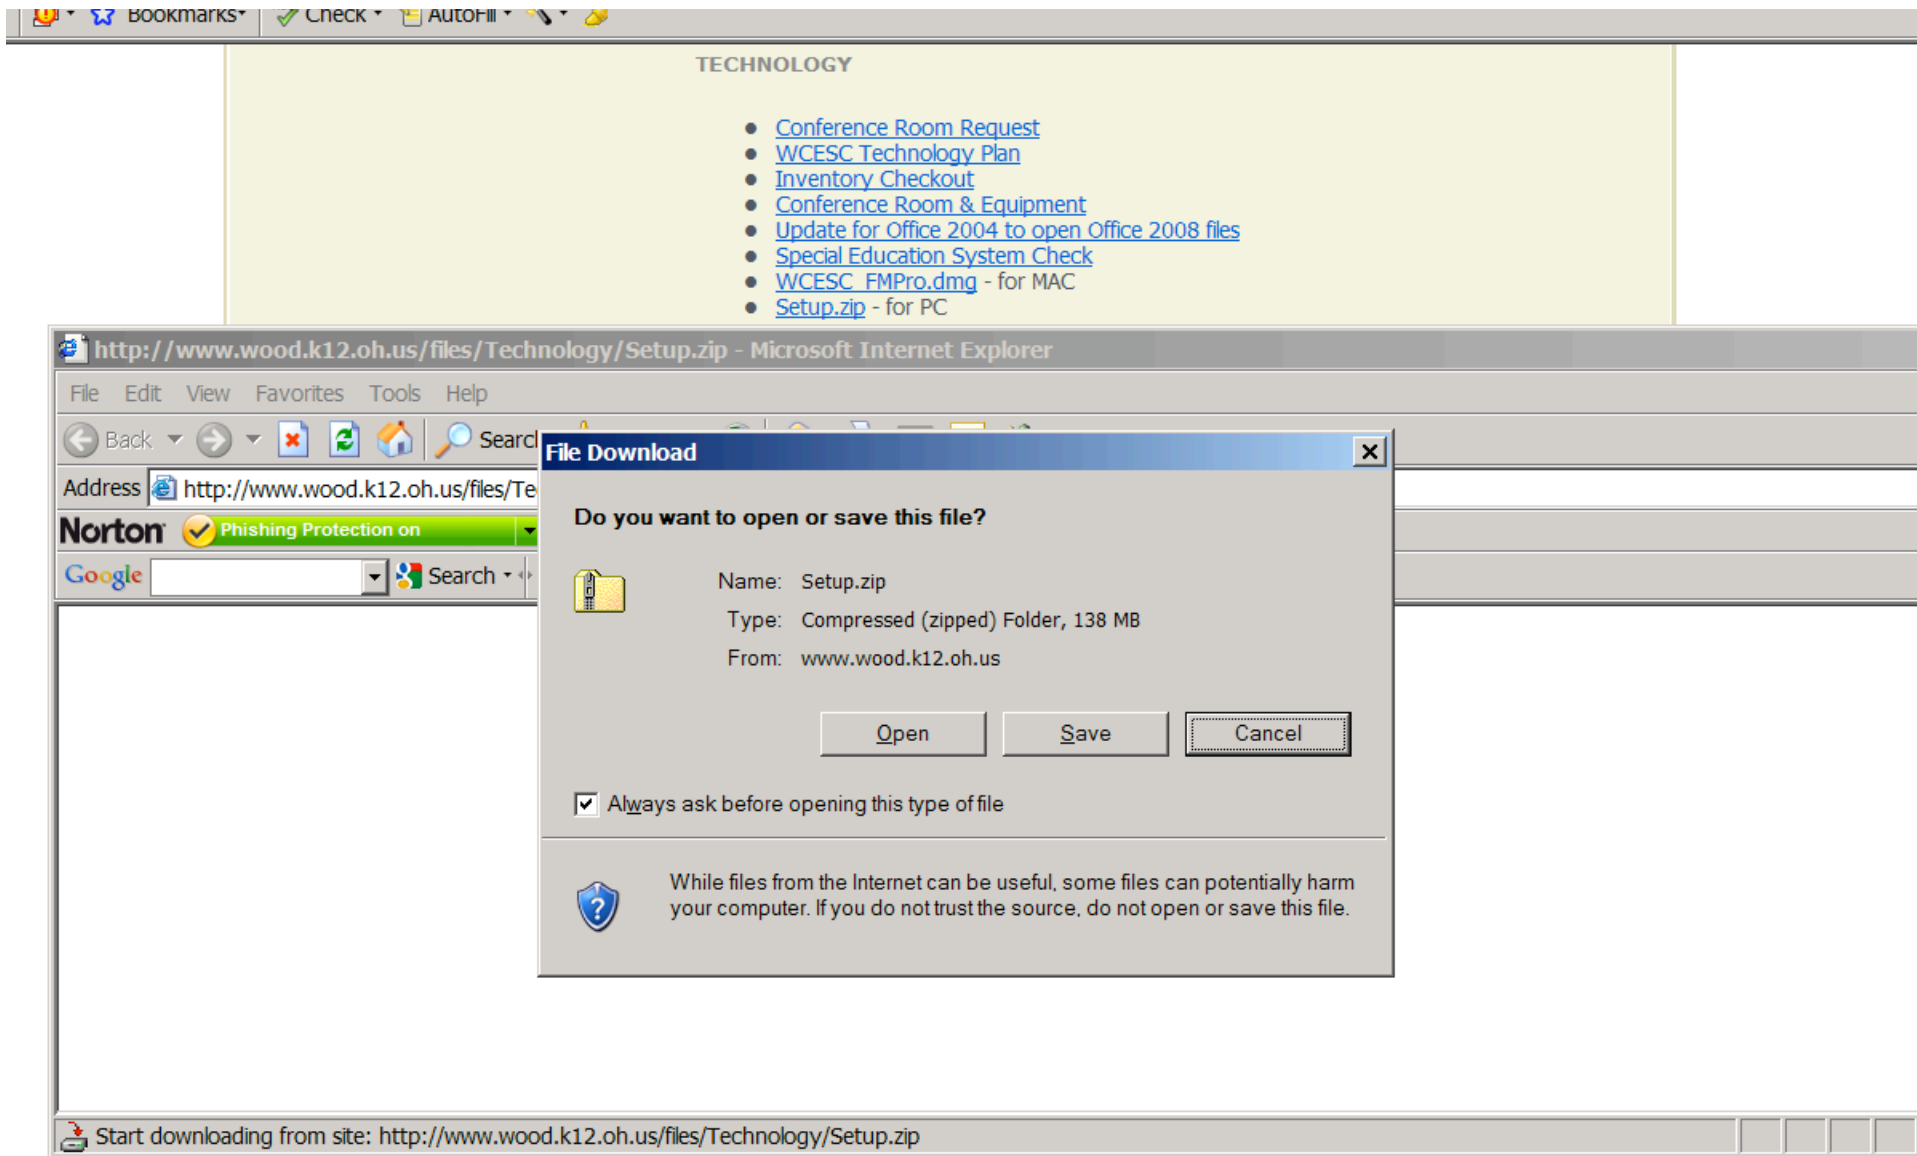 Bookmarks Check AutoFill
TECHNOLOGY
Conference Room Request
WCESC Technology Plan
Inventory Checkout
Conference Room & Equipment
Update for Office 2004 to open Office 2008 files
Special Education System Check
WCESC_FMPro.dmg - for MAC
Setup.zip - for PC
http://www.wood.k12.oh.us/files/Technology/Setup.zip - Microsoft Internet Explorer
File Edit View Favorites Tools Help
Back Search
File Download
Address http://www.wood.k12.oh.us/files/Te
Norton Phishing Protection on
Google Search
Do you want to open or save this file?
Name: Setup.zip
Type: Compressed (zipped) Folder, 138 MB
From: www.wood.k12.oh.us
Open Save Cancel
Always ask before opening this type of file
While files from the Internet can be useful, some files can potentially harm
your computer. If you do not trust the source, do not open or save this file.
Start downloading from site: http://www.wood.k12.oh.us/files/Technology/Setup.zip